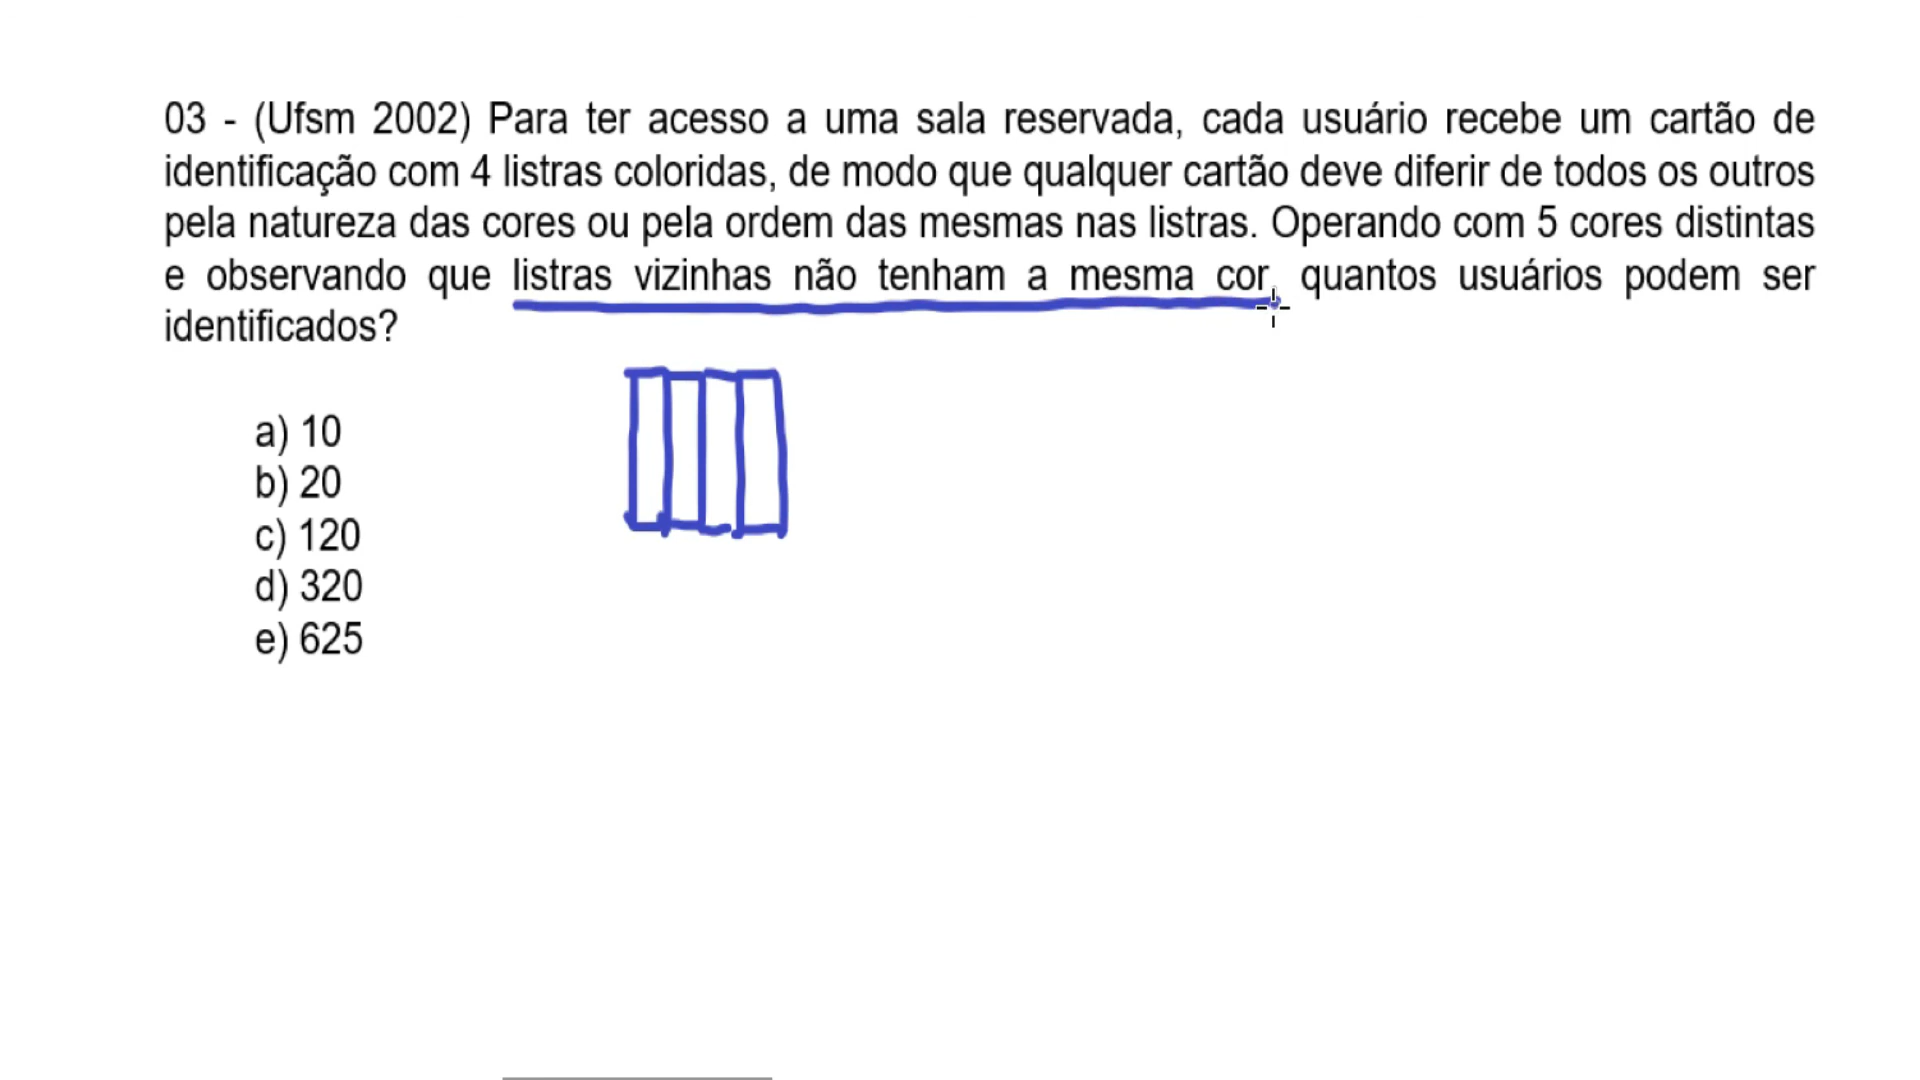 03 - (Ufsm 2002) Para ter acesso a uma sala reservada, cada usuário recebe um cartão de
identificação com 4 listras coloridas, de modo que qualquer cartão deve diferir de todos os outros
pela natureza das cores ou pela ordem das mesmas nas listras. Operando com 5 cores distintas
e observando que listras vizinhas não tenham a mesma cor, quantos usuários podem ser
identificados?
a) 10
b) 20
c) 120
d) 320
e) 625